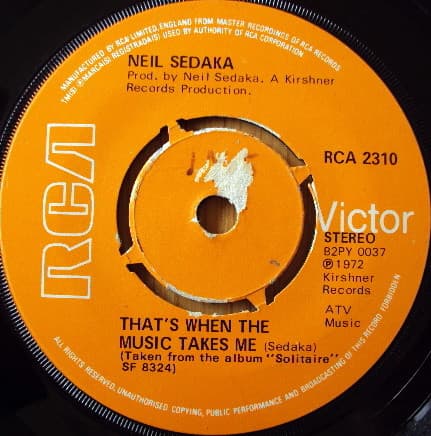 MANUFACTURED BY RCA LIMITED, ENGLAND FROM MASTER RECORDINGS OF RCA RECORDS
TM(S) ® MARCA(S) REGISTRADA(S) USED BY AUTHORITY OF RCA CORPORATION
NEIL SEDAKA
Prod. by Neil Sedaka. A Kirshner
Records Production.
RCA
RCA 2310
Victor
STEREO
B2PY 0037
℗ 1972
Kirshner
Records
ATV
Music
THAT'S WHEN THE
MUSIC TAKES ME (Sedaka)
(Taken from the album "Solitaire"
SF 8324)
ALL RIGHTS RESERVED, UNAUTHORISED COPYING, PUBLIC PERFORMANCE AND BROADCASTING OF THIS RECORD FORBIDDEN